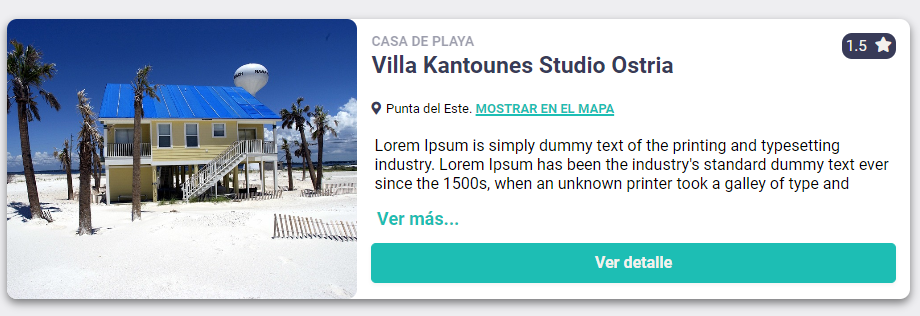 CASA DE PLAYA
1.5
Villa Kantounes Studio Ostria
Punta del Este. MOSTRAR EN EL MAPA
Lorem Ipsum is simply dummy text of the printing and typesetting
industry. Lorem Ipsum has been the industry's standard dummy text ever
since the 1500s, when an unknown printer took a galley of type and
Ver más...
Ver detalle